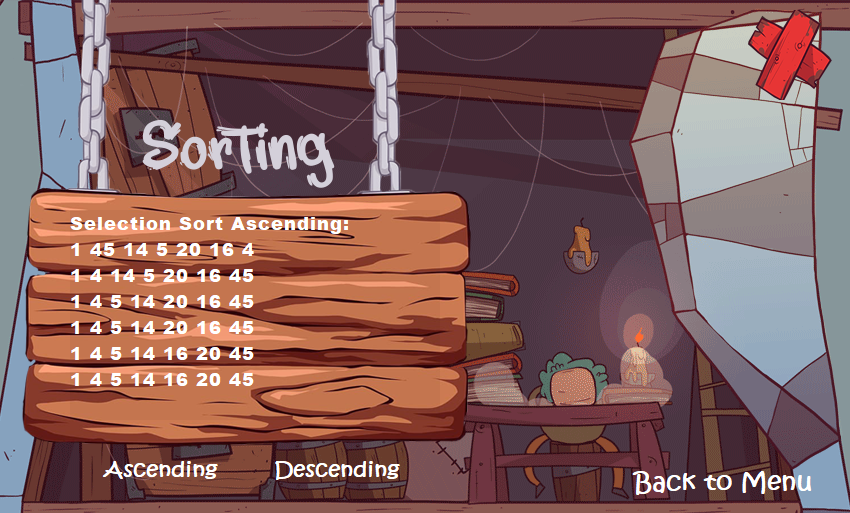 Sorting
Selection Sort Ascending:
1 45 14 5 20 16 4
1 4 14 5 20 16 45
1 4 5 14 20 16 45
1 4 5 14 20 16 45
1 4 5 14 16 20 45
1 4 5 14 16 20 45
Ascending
Descending
Back to Menu